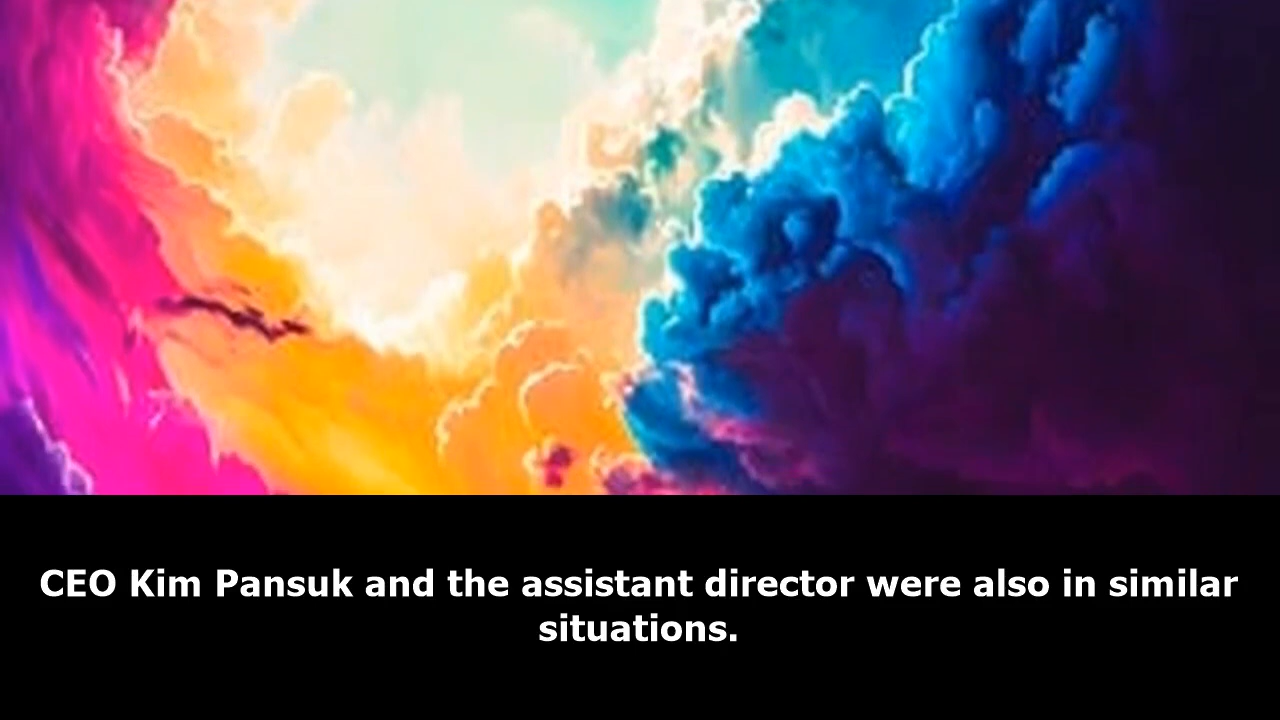 CEO Kim Pansuk and the assistant director were also in similar
situations.